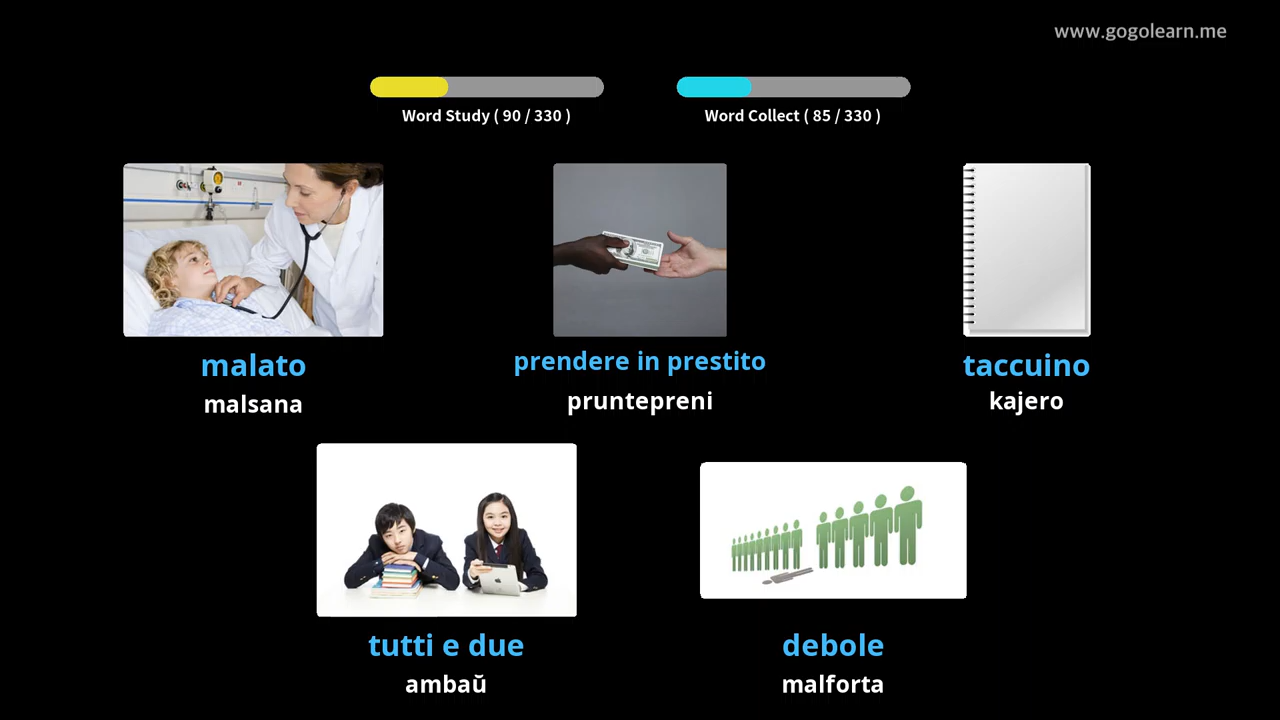 www.gogolearn.me
Word Study ( 90 / 330 )
Word Collect ( 85 / 330 )
malato
malsana
prendere in prestito
pruntepreni
taccuino
kajero
tutti e due
ambaŭ
debole
malforta